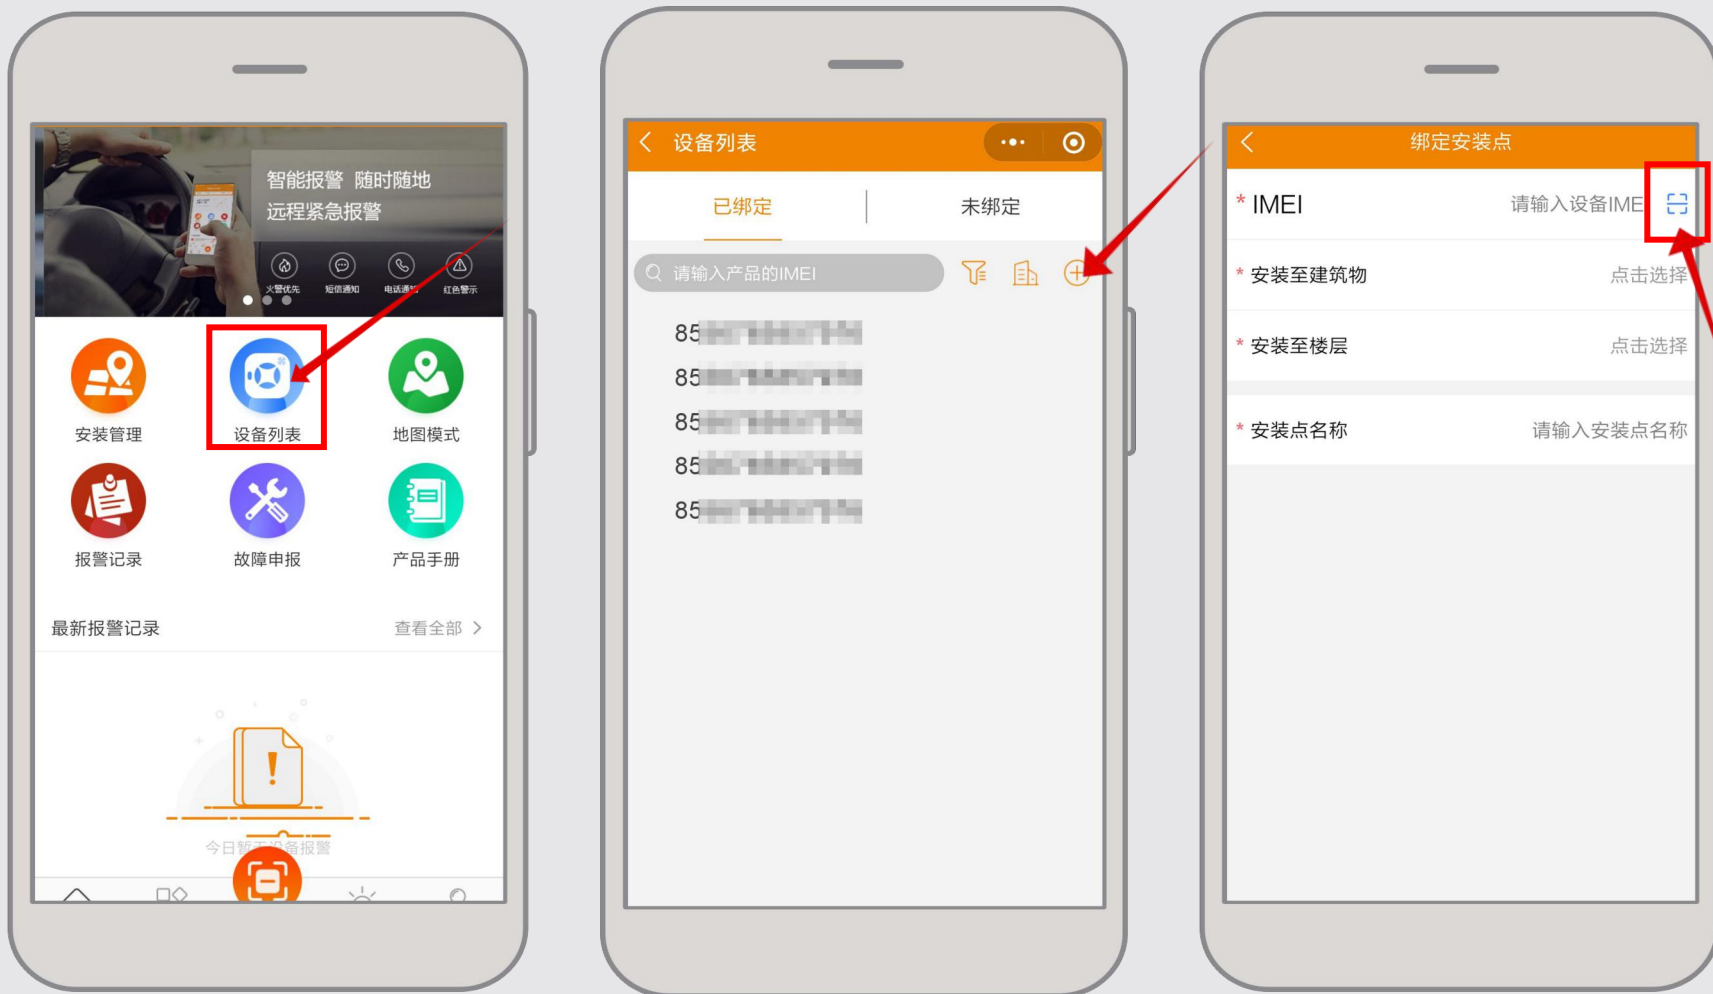 智能报警 随时随地
远程紧急报警
火警优先 短信通知 电话通知 红色警示
安装管理 设备列表 地图模式
报警记录 故障申报 产品手册
最新报警记录 查看全部
设备列表
已绑定 未绑定
请输入产品的IMEI
85
85
85
85
85
绑定安装点
* IMEI 请输入设备IME
* 安装至建筑物 点击选择
* 安装至楼层 点击选择
* 安装点名称 请输入安装点名称